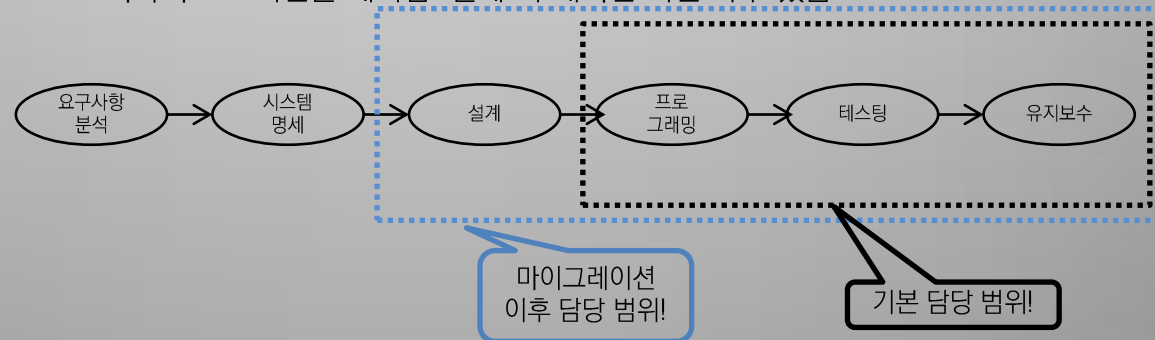 요구사항
분석
시스템
명세
설계
프로
그래밍
테스팅
유지보수
마이그레이션
이후 담당 범위!
기본 담당 범위!